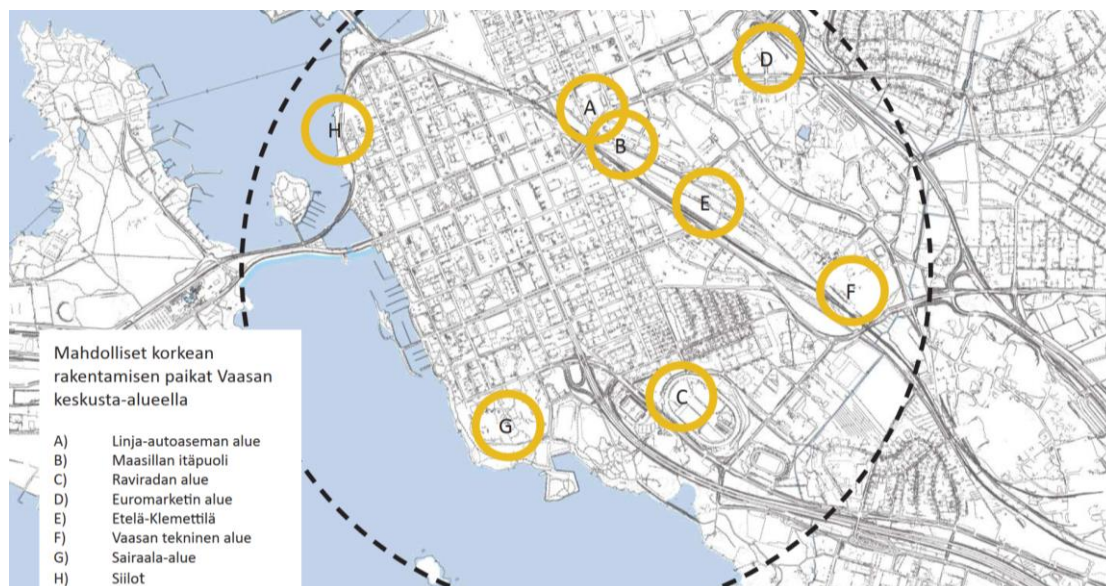 D
A
H
B
E
F
C
G
Mahdolliset korkean
rakentamisen paikat Vaasan
keskusta-alueella
A) Linja-autoaseman alue
B) Maasillan itäpuoli
C) Raviradan alue
D) Euromarketin alue
E) Etelä-Klemettilä
F) Vaasan tekninen alue
G) Sairaala-alue
H) Siilot